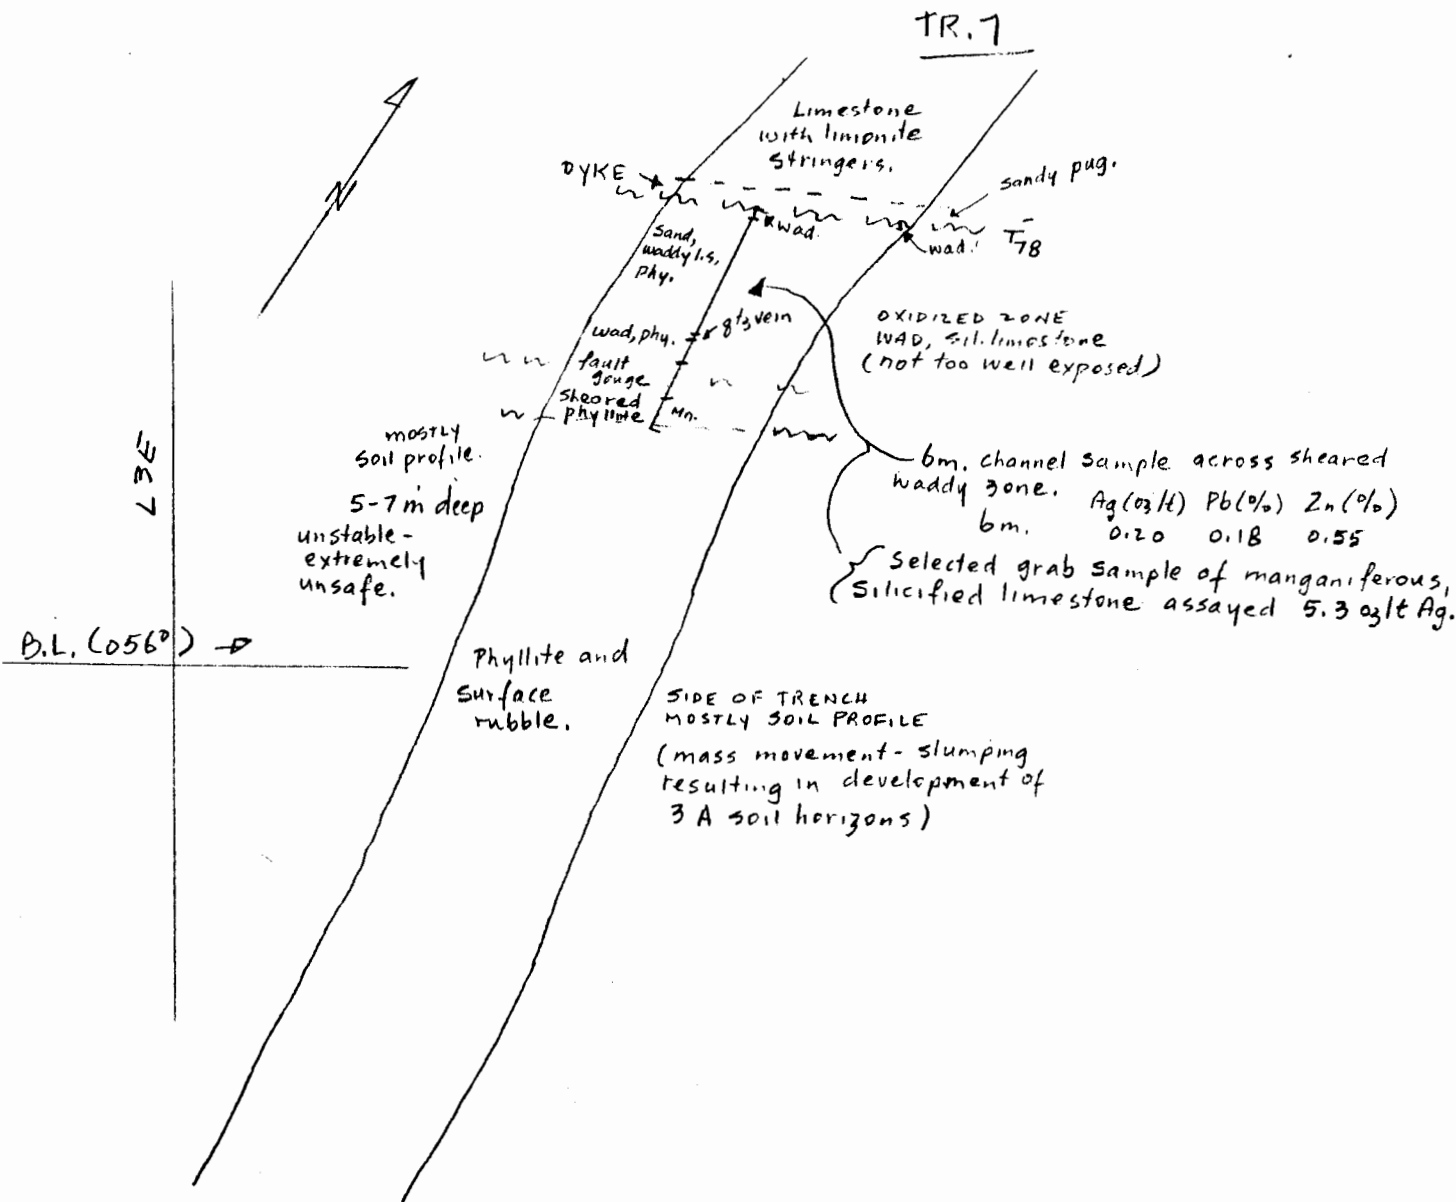 TR.7
Limestone
with limonite
stringers.
DYKE
sandy pug.
wad.
wad.
78
Sand,
waddy l.s,
phy.
qtz vein
wad, phy.
fault
gouge
sheared
phyllite
Mn.
OXIDIZED ZONE
WAD, Sil. limestone
(not too well exposed)
N
L3E
mostly
soil profile.
5-7 m deep
unstable-
extremely
unsafe.
6m. channel sample across sheared
waddy zone. Ag (oz/t) Pb (%) Zn (%)
6m. 0.20 0.18 0.55
Selected grab sample of manganiferous,
silicified limestone assayed 5.3 oz/t Ag.
B.L. (056°)
Phyllite and
surface
rubble.
SIDE OF TRENCH
MOSTLY SOIL PROFILE
(mass movement - slumping
resulting in development of
3 A soil horizons)